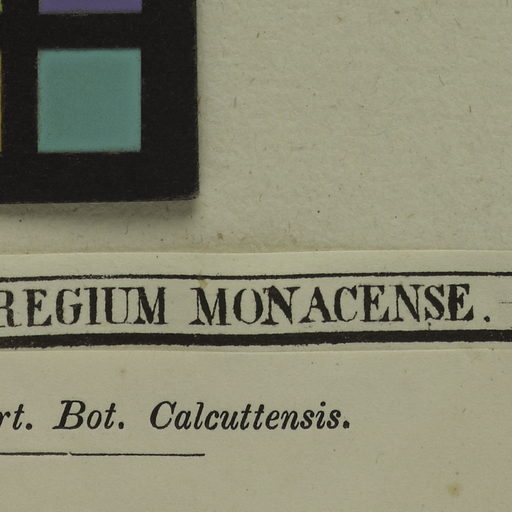 REGIUM MONACENSE.
rt. Bot. Calcuttensis.